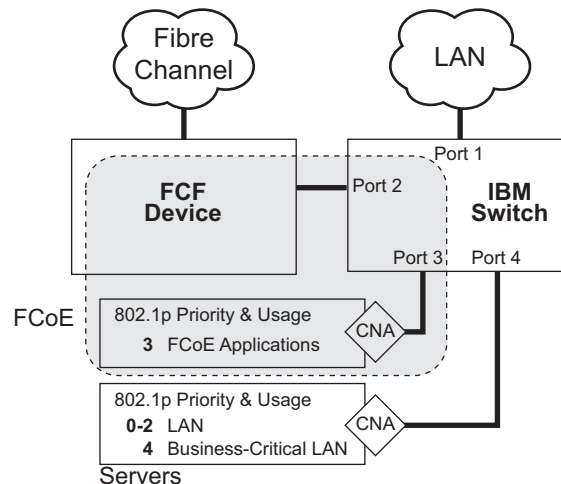 Fibre
Channel
LAN
Port 1
FCF
Device
Port 2
IBM
Switch
Port 3
Port 4
FCoE
802.1p Priority & Usage
3 FCoE Applications
CNA
802.1p Priority & Usage
0-2 LAN
4 Business-Critical LAN
CNA
Servers